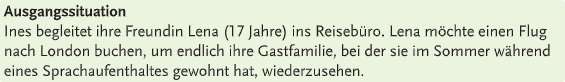 Ausgangssituation
Ines begleitet ihre Freundin Lena (17 Jahre) ins Reisebüro. Lena möchte einen Flug
nach London buchen, um endlich ihre Gastfamilie, bei der sie im Sommer während
eines Sprachaufenthaltes gewohnt hat, wiederzusehen.